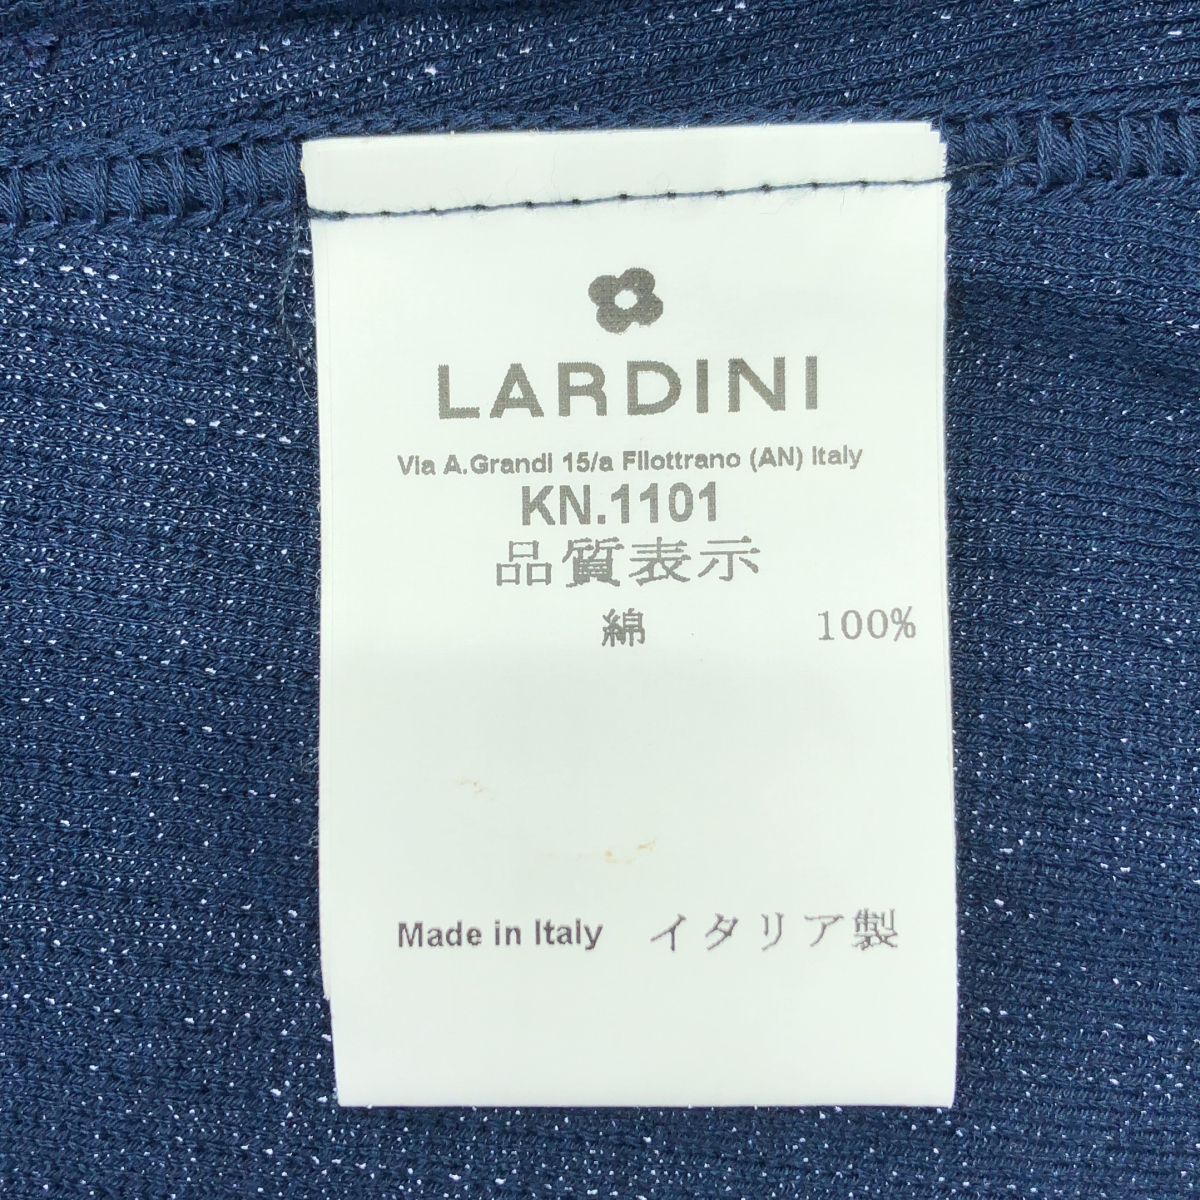 LARDINI
Via A.Grandi 15/a Filottrano (AN) Italy
KN.1101
品質表示
綿 100%
Made in Italy イタリア製